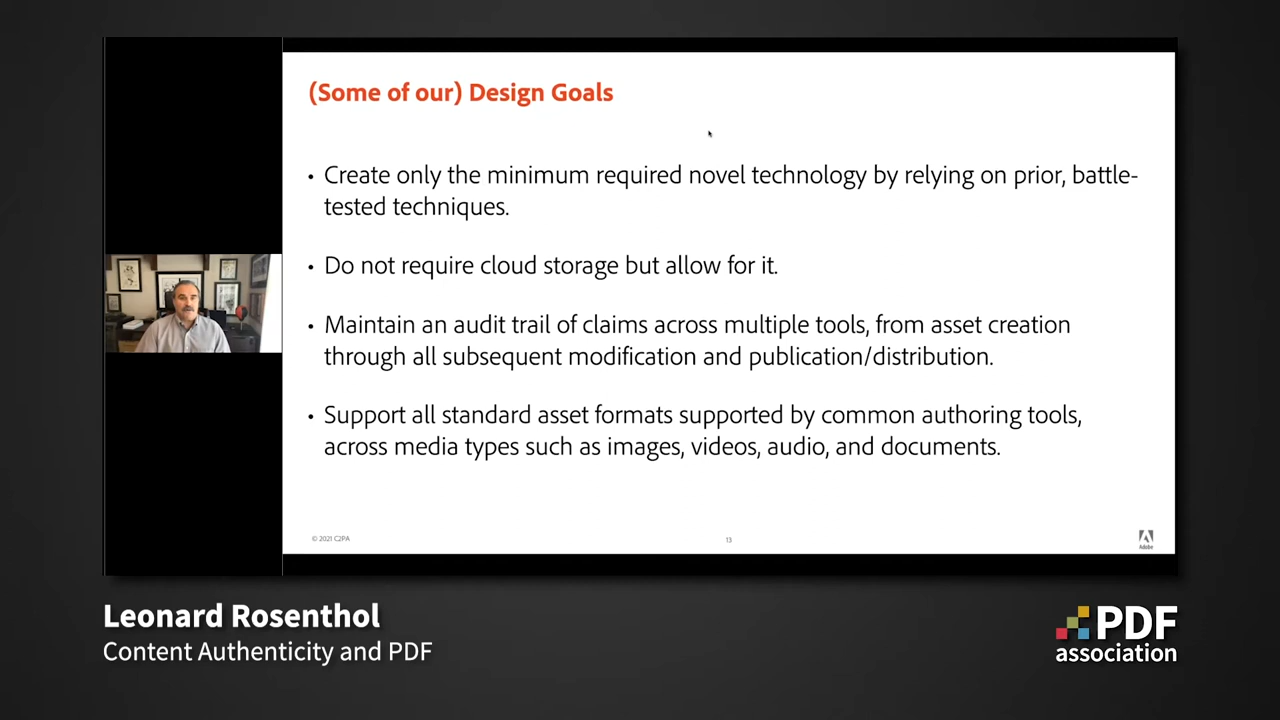 (Some of our) Design Goals
• Create only the minimum required novel technology by relying on prior, battle-
tested techniques.
• Do not require cloud storage but allow for it.
• Maintain an audit trail of claims across multiple tools, from asset creation
through all subsequent modification and publication/distribution.
• Support all standard asset formats supported by common authoring tools,
across media types such as images, videos, audio, and documents.
© 2021 C2PA
13
Adobe
Leonard Rosenthol
Content Authenticity and PDF
PDF
association